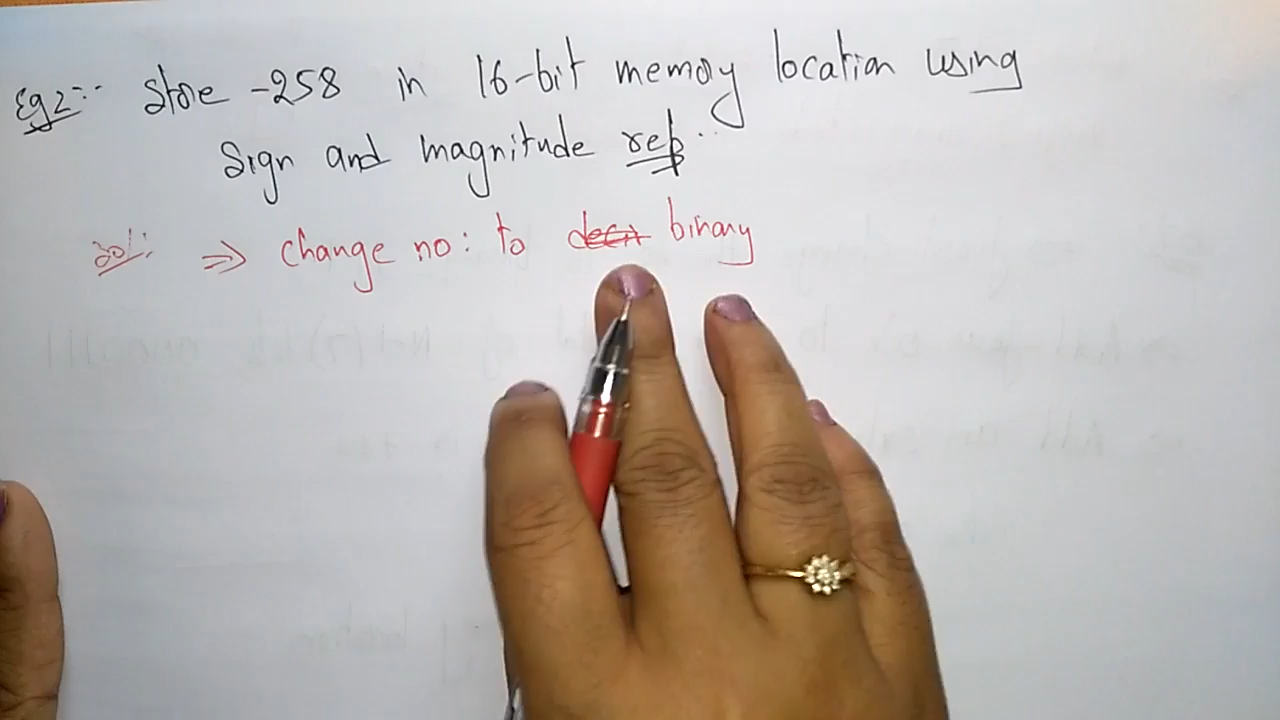 Eg2:- Store -258 in 16-bit memory location using
Sign and magnitude rep..
Sol: ⇒ change no: to binary